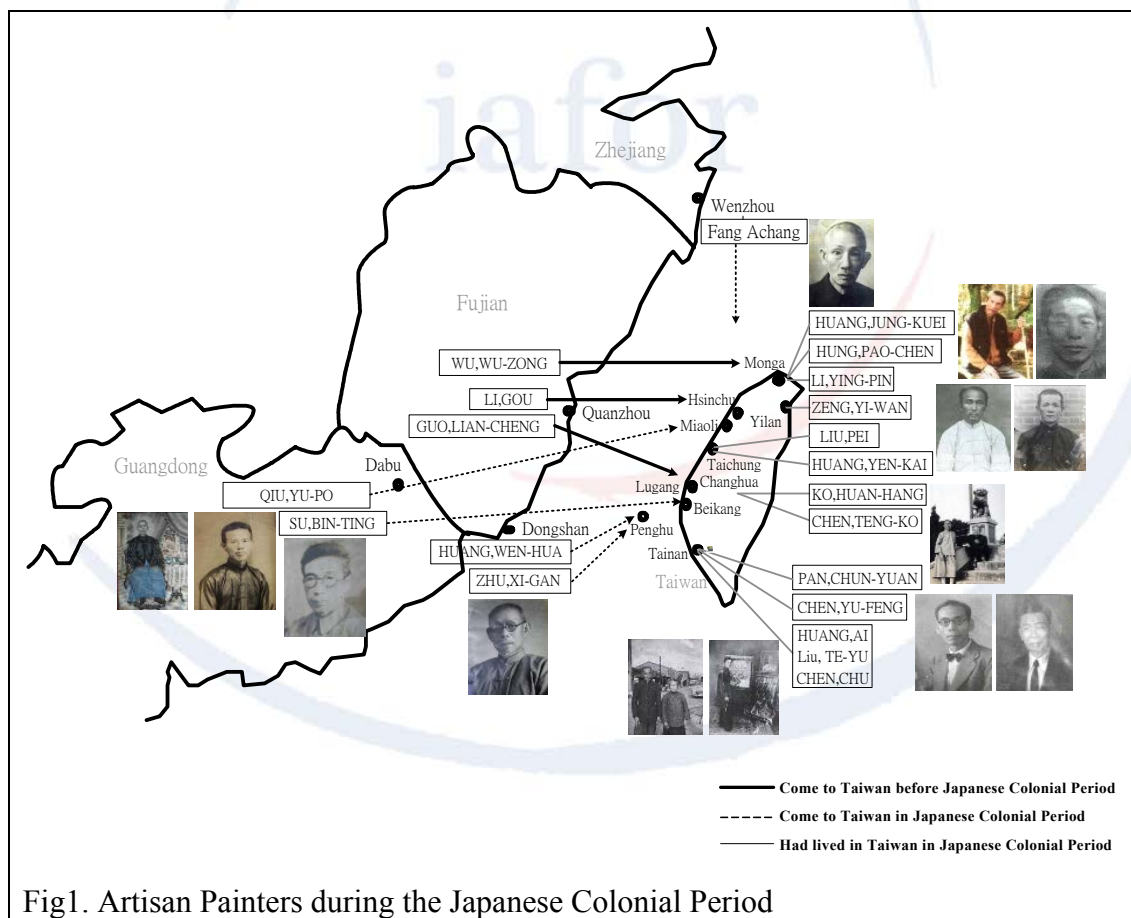 iafor
Zhejiang
Wenzhou
Fang Achang
Fujian
HUANG,JUNG-KUEI
HUNG,PAO-CHEN
Monga
WU,WU-ZONG
LI,YING-PIN
LI,GOU
Hsinchu
ZENG,YI-WAN
Quanzhou
Yilan
GUO,LIAN-CHENG
Miaoli
LIU,PEI
Guangdong
Dabu
Taichung
HUANG,YEN-KAI
Changhua
Lugang
QIU,YU-PO
KO,HUAN-HANG
Beikang
SU,BIN-TING
CHEN,TENG-KO
Dongshan
Penghu
HUANG,WEN-HUA
Tainan
ZHU,XI-GAN
Taiwan
PAN,CHUN-YUAN
CHEN,YU-FENG
HUANG,AI
Liu, TE-YU
CHEN,CHU
Come to Taiwan before Japanese Colonial Period
Come to Taiwan in Japanese Colonial Period
Had lived in Taiwan in Japanese Colonial Period
Fig1. Artisan Painters during the Japanese Colonial Period